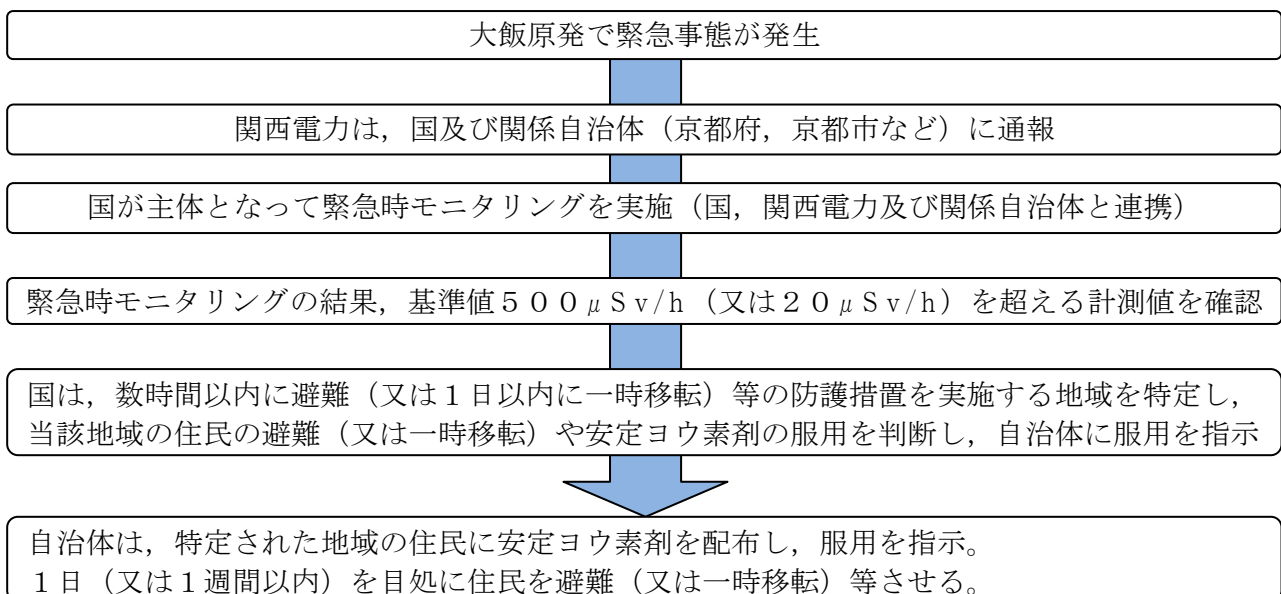 大飯原発で緊急事態が発生
関西電力は，国及び関係自治体（京都府，京都市など）に通報
国が主体となって緊急時モニタリングを実施（国，関西電力及び関係自治体と連携）
緊急時モニタリングの結果，基準値５００μＳv/h（又は２０μＳv/h）を超える計測値を確認
国は，数時間以内に避難（又は１日以内に一時移転）等の防護措置を実施する地域を特定し，
当該地域の住民の避難（又は一時移転）や安定ヨウ素剤の服用を判断し，自治体に服用を指示
自治体は，特定された地域の住民に安定ヨウ素剤を配布し，服用を指示。
１日（又は１週間以内）を目処に住民を避難（又は一時移転）等させる。